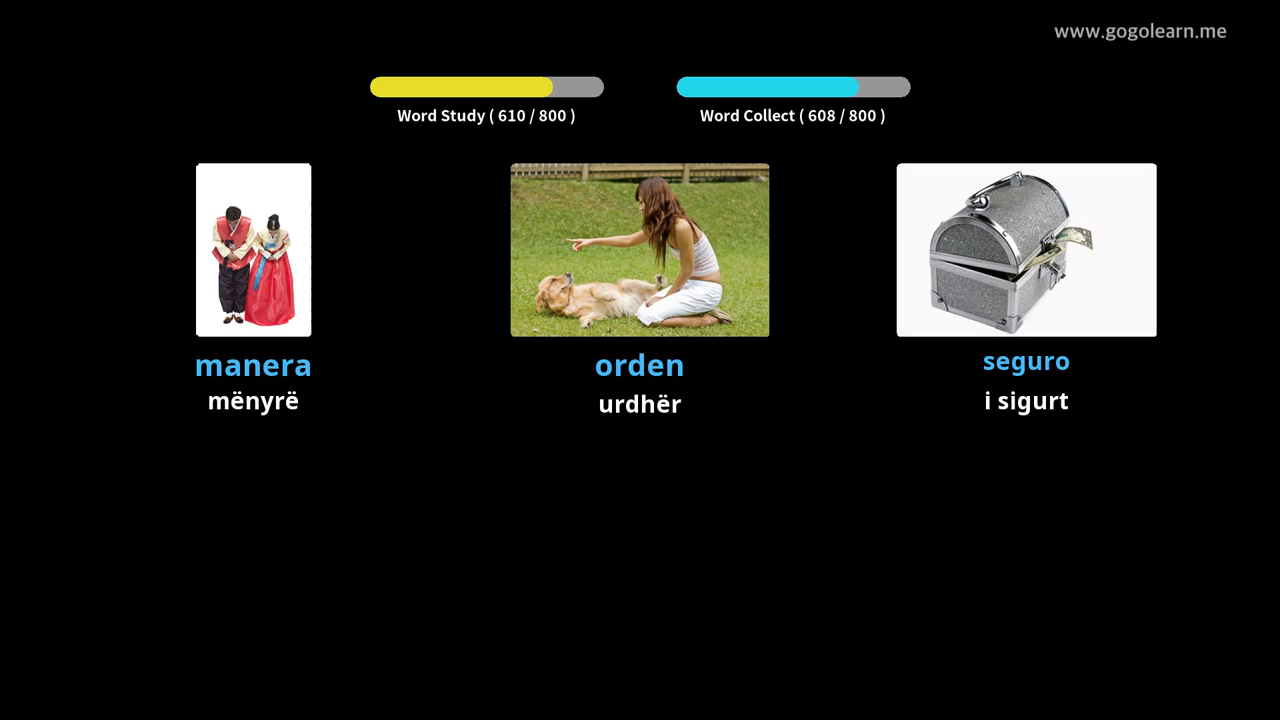 www.gogolearn.me
Word Study ( 610 / 800 )
Word Collect ( 608 / 800 )
manera
mënyrë
orden
urdhër
seguro
i sigurt